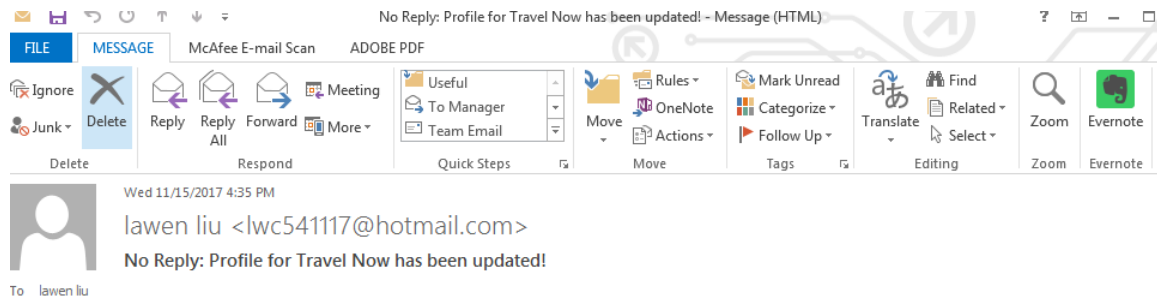 No Reply: Profile for Travel Now has been updated! - Message (HTML)
?
FILE MESSAGE McAfee E-mail Scan ADOBE PDF
Ignore
Junk
Delete
Reply
Reply All
Forward
Meeting
More
Useful
To Manager
Team Email
Move
Rules
OneNote
Actions
Mark Unread
Categorize
Follow Up
Translate
Find
Related
Select
Zoom
Evernote
Delete Respond Quick Steps Move Tags Editing Zoom Evernote
Wed 11/15/2017 4:35 PM
lawen liu <lwc541117@hotmail.com>
No Reply: Profile for Travel Now has been updated!
To lawen liu